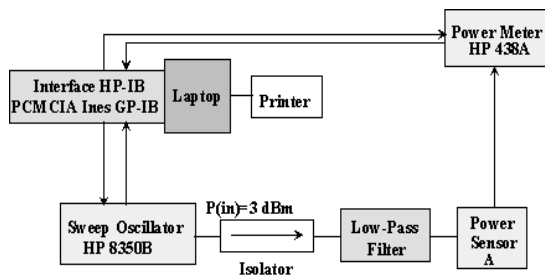 Power Meter
HP 438A
Interface HP-IB
PCMCIA Ines GP-IB
Laptop
Printer
P(in)=3 dBm
Sweep Oscillator
HP 8350B
Isolator
Low-Pass
Filter
Power
Sensor
A